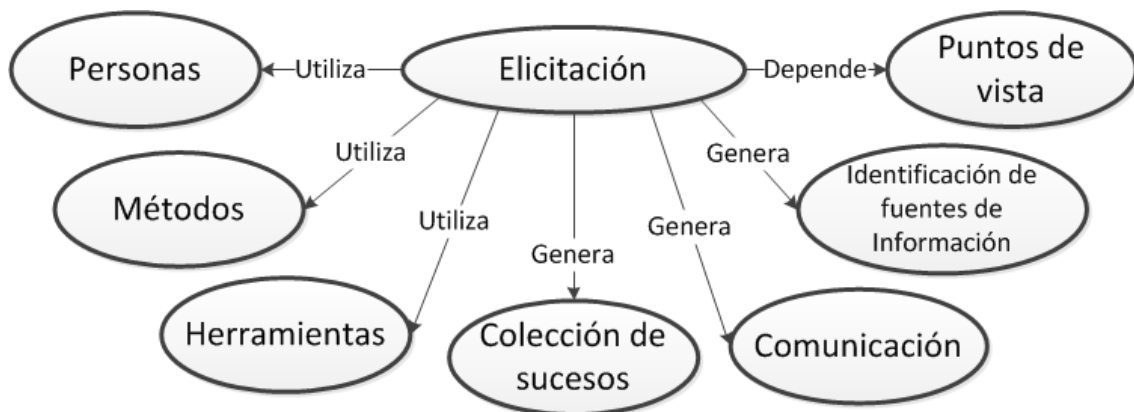 Personas
Utiliza
Elicitación
Depende
Puntos de
vista
Utiliza
Métodos
Genera
Identificación de
fuentes de
Información
Utiliza
Genera
Genera
Herramientas
Colección de
sucesos
Comunicación